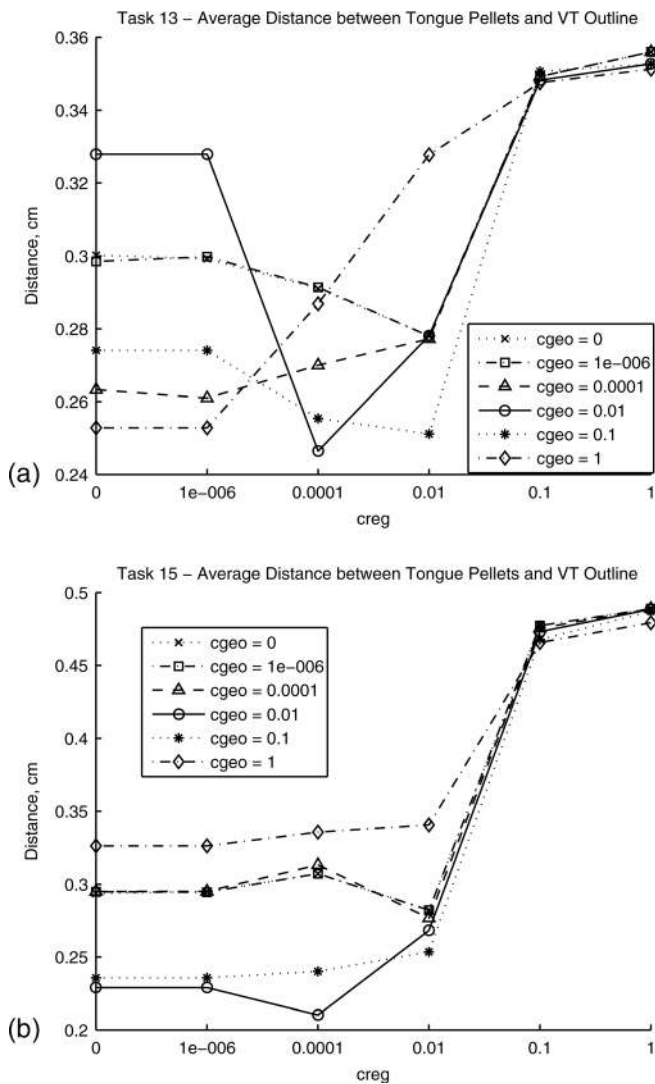 Task 13 − Average Distance between Tongue Pellets and VT Outline
0.36
0.34
0.32
0.3
0.28
0.26
0.24
Distance, cm
cgeo = 0
cgeo = 1e−006
cgeo = 0.0001
cgeo = 0.01
cgeo = 0.1
cgeo = 1
(a)
0 1e−006 0.0001 0.01 0.1 1
creg
Task 15 − Average Distance between Tongue Pellets and VT Outline
0.5
0.45
0.4
0.35
0.3
0.25
0.2
Distance, cm
cgeo = 0
cgeo = 1e−006
cgeo = 0.0001
cgeo = 0.01
cgeo = 0.1
cgeo = 1
(b)
0 1e−006 0.0001 0.01 0.1 1
creg